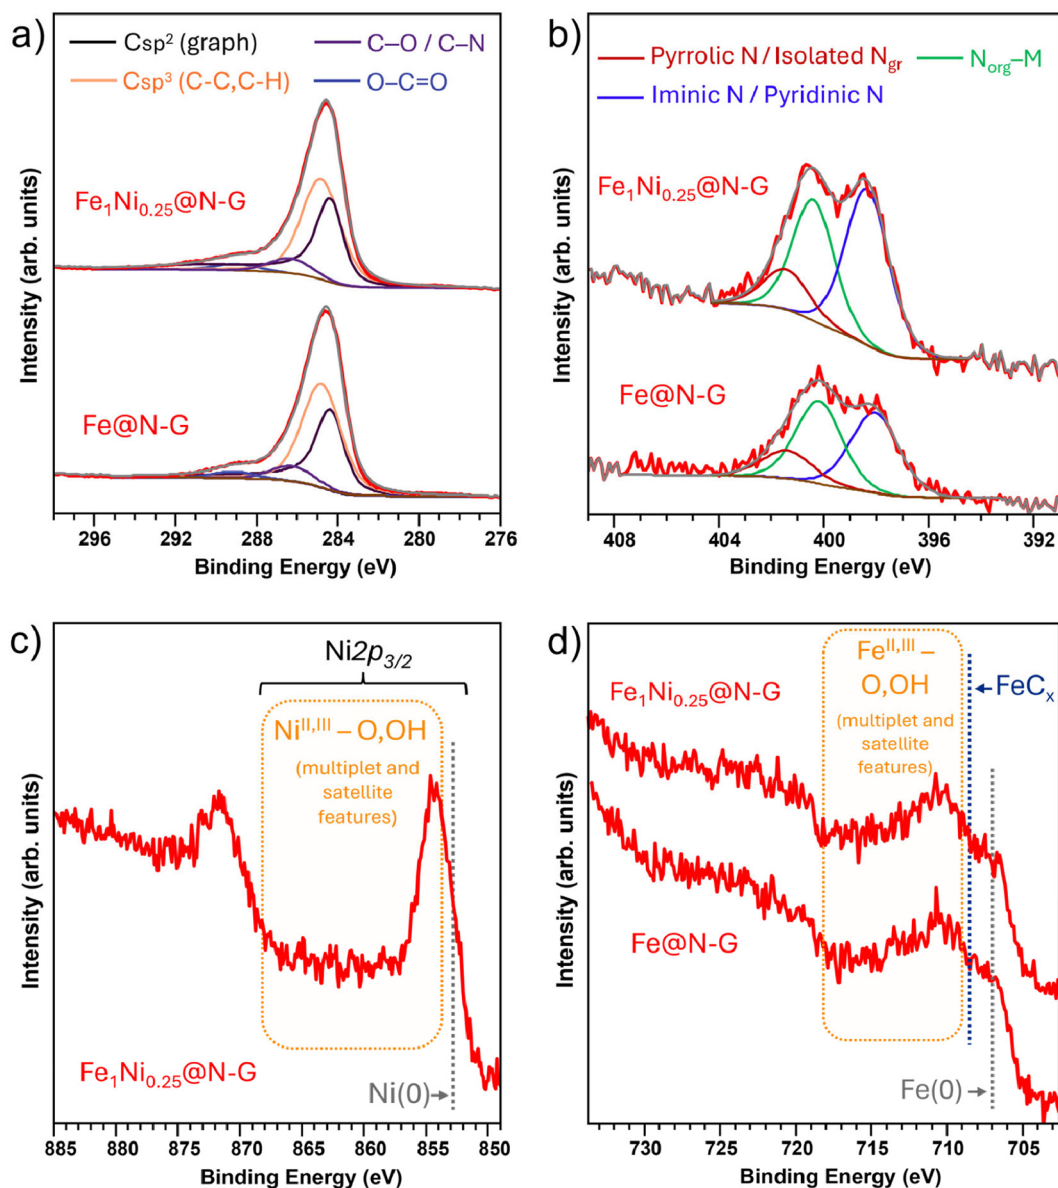 a)
Csp² (graph)
C–O / C–N
Csp³ (C-C,C-H)
O–C=O
Fe₁Ni₀.₂₅@N-G
Fe@N-G
Intensity (arb. units)
296 292 288 284 280 276
Binding Energy (eV)
b)
Pyrrolic N / Isolated Ngr
Norg–M
Iminic N / Pyridinic N
Fe₁Ni₀.₂₅@N-G
Fe@N-G
Intensity (arb. units)
408 404 400 396 392
Binding Energy (eV)
c)
Ni2p3/2
Ni^II,III – O,OH
(multiplet and
satellite
features)
Fe₁Ni₀.₂₅@N-G
Ni(0)
Intensity (arb. units)
885 880 875 870 865 860 855 850
Binding Energy (eV)
d)
Fe₁Ni₀.₂₅@N-G
Fe^II,III –
O,OH
(multiplet and
satellite
features)
FeCₓ
Fe@N-G
Fe(0)
Intensity (arb. units)
730 725 720 715 710 705
Binding Energy (eV)